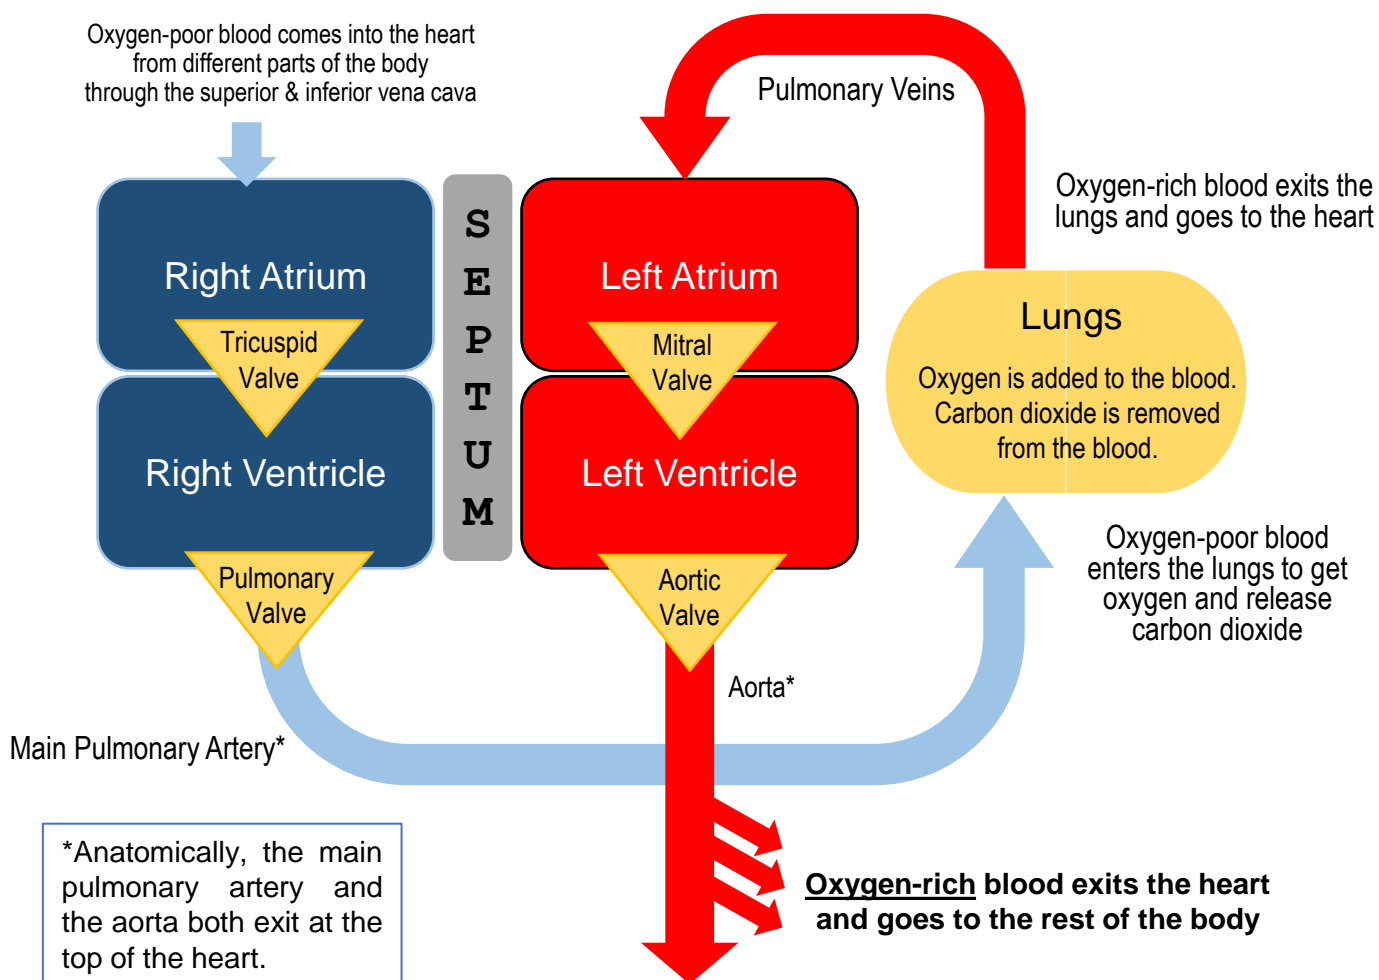 Oxygen-poor blood comes into the heart
from different parts of the body
through the superior & inferior vena cava
Pulmonary Veins
Oxygen-rich blood exits the
lungs and goes to the heart
SEPTUM
Right Atrium
Left Atrium
Tricuspid
Valve
Mitral
Valve
Lungs
Oxygen is added to the blood.
Carbon dioxide is removed
from the blood.
Right Ventricle
Left Ventricle
Pulmonary
Valve
Aortic
Valve
Oxygen-poor blood
enters the lungs to get
oxygen and release
carbon dioxide
Aorta*
Main Pulmonary Artery*
*Anatomically, the main
pulmonary artery and
the aorta both exit at the
top of the heart.
Oxygen-rich blood exits the heart
and goes to the rest of the body